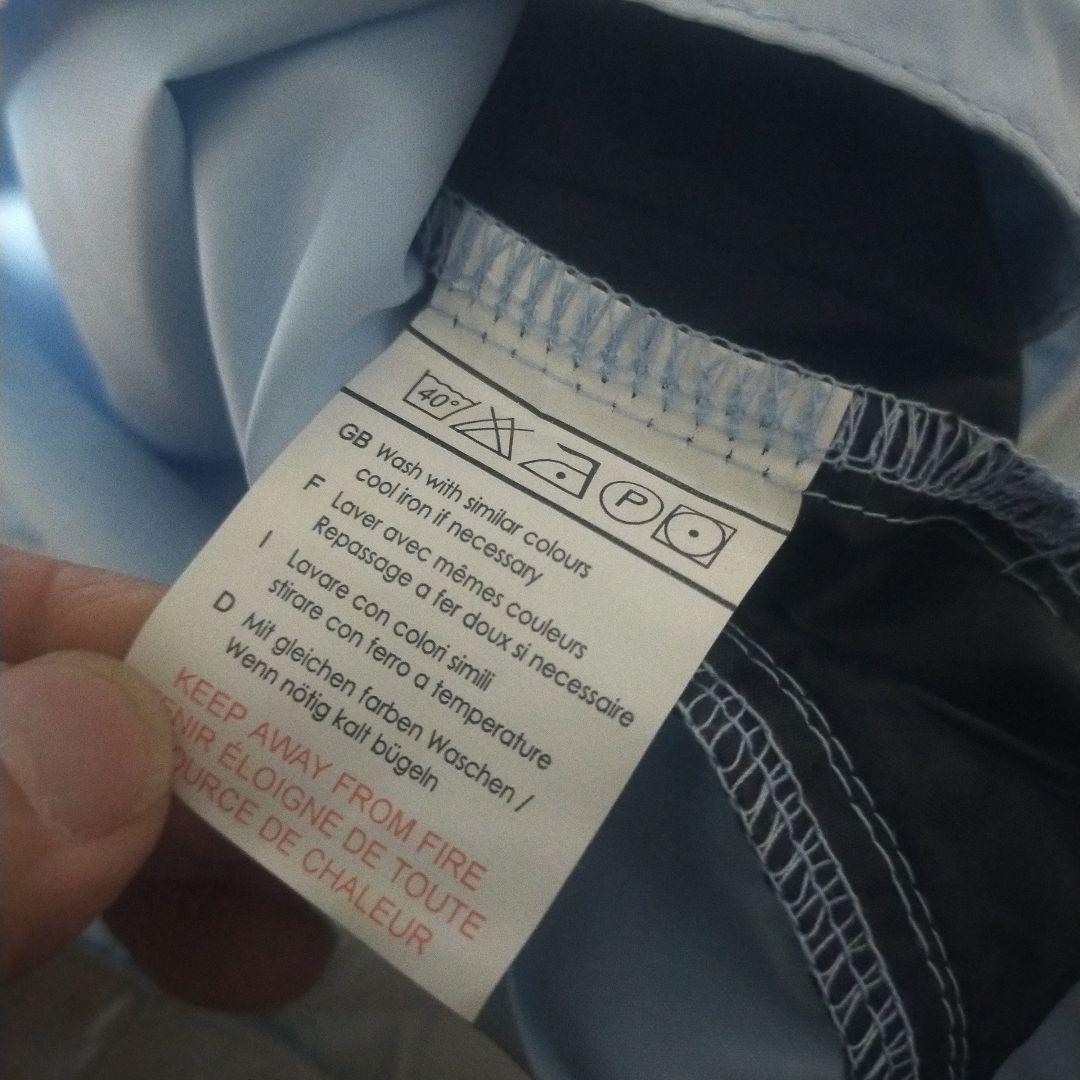 40° P
GB Wash with similar colours
cool iron if necessary
F Laver avec mêmes couleurs
Repassage a fer doux si necessaire
I Lavare con colori simili
stirare con ferro a temperature
D Mit gleichen farben Waschen /
Wenn nötig kalt bügeln
KEEP AWAY FROM FIRE
ÉLOIGNE DE TOUTE
DE CHALEUR